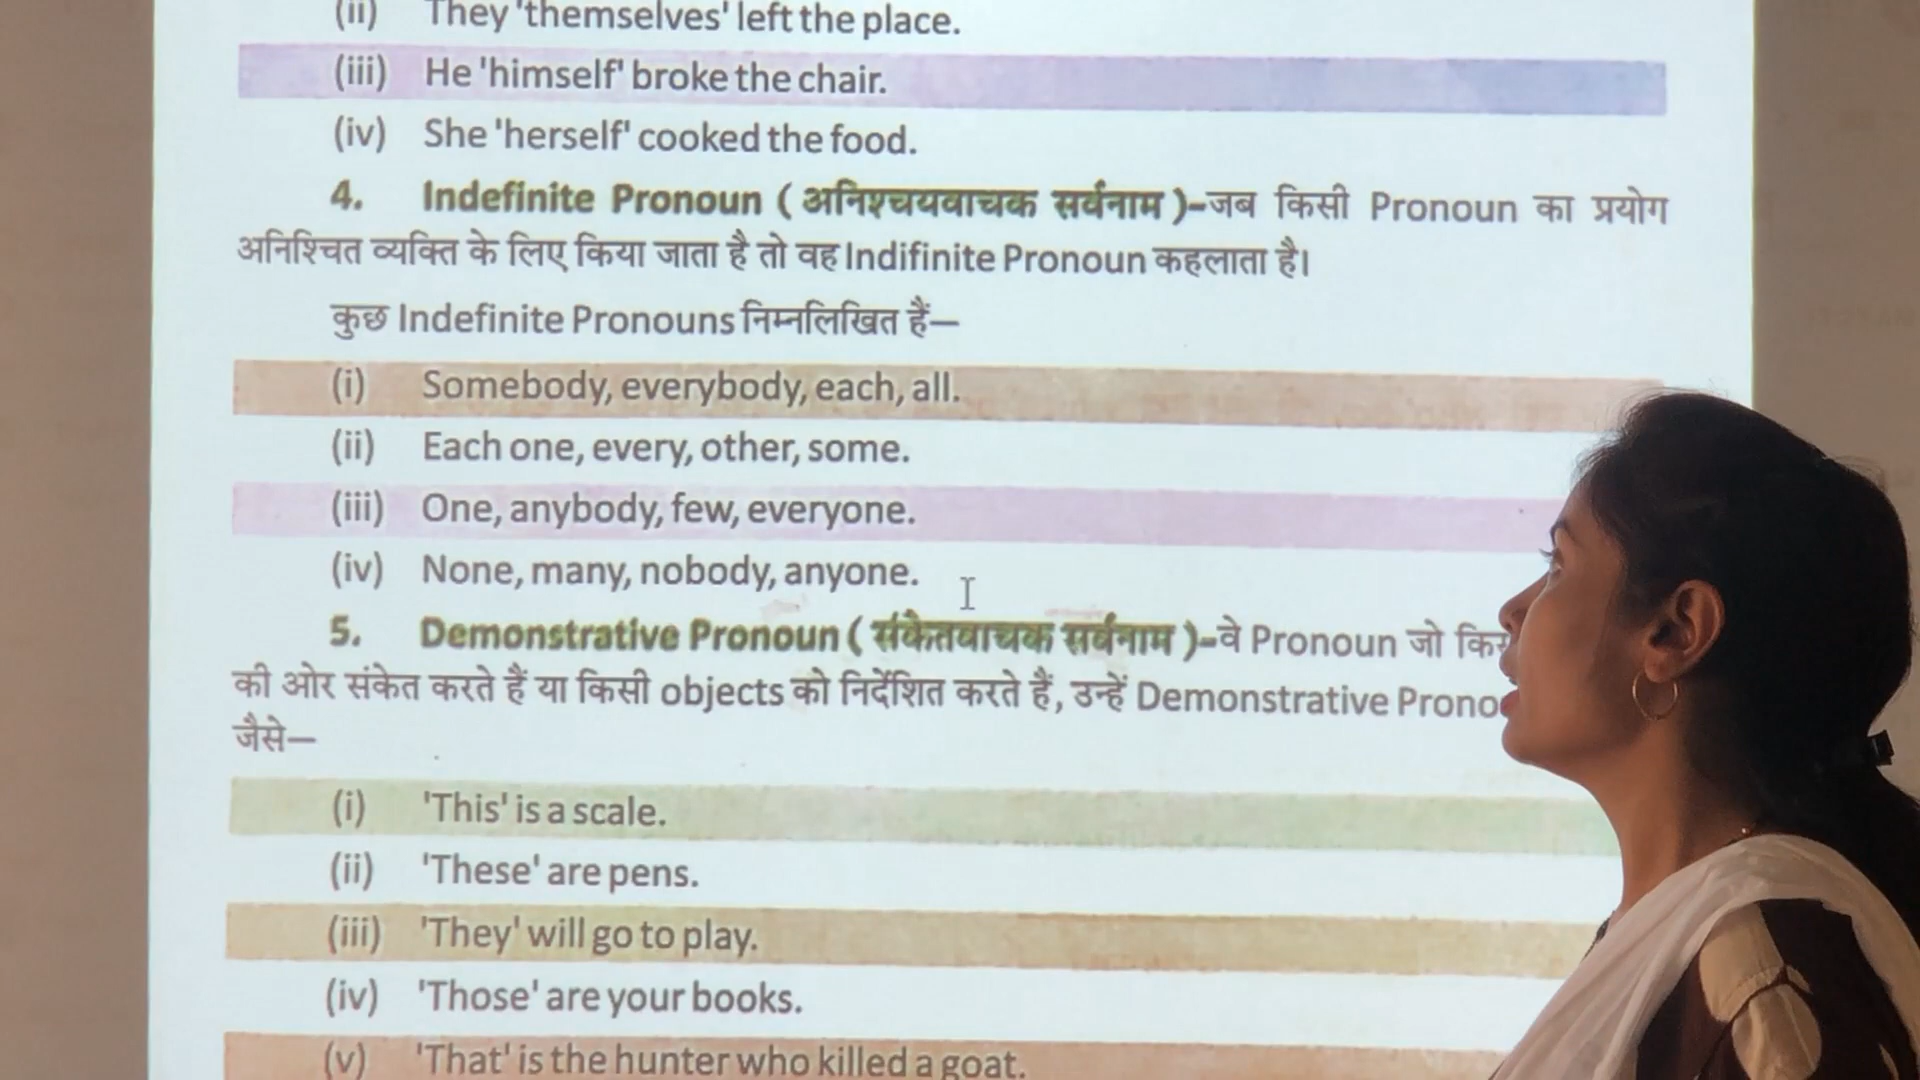 (ii) They 'themselves' left the place.
(iii) He 'himself' broke the chair.
(iv) She 'herself' cooked the food.
4. Indefinite Pronoun ( अनिश्चयवाचक सर्वनाम )–जब किसी Pronoun का प्रयोग
अनिश्चित व्यक्ति के लिए किया जाता है तो वह Indifinite Pronoun कहलाता है।
कुछ Indefinite Pronouns निम्नलिखित हैं—
(i) Somebody, everybody, each, all.
(ii) Each one, every, other, some.
(iii) One, anybody, few, everyone.
(iv) None, many, nobody, anyone.
5. Demonstrative Pronoun ( संकेतवाचक सर्वनाम )–वे Pronoun जो
की ओर संकेत करते हैं या किसी objects को निर्देशित करते हैं, उन्हें Demonstrative
जैसे—
(i) 'This' is a scale.
(ii) 'These' are pens.
(iii) 'They' will go to play.
(iv) 'Those' are your books.
(v) 'That' is the hunter who killed a goat.